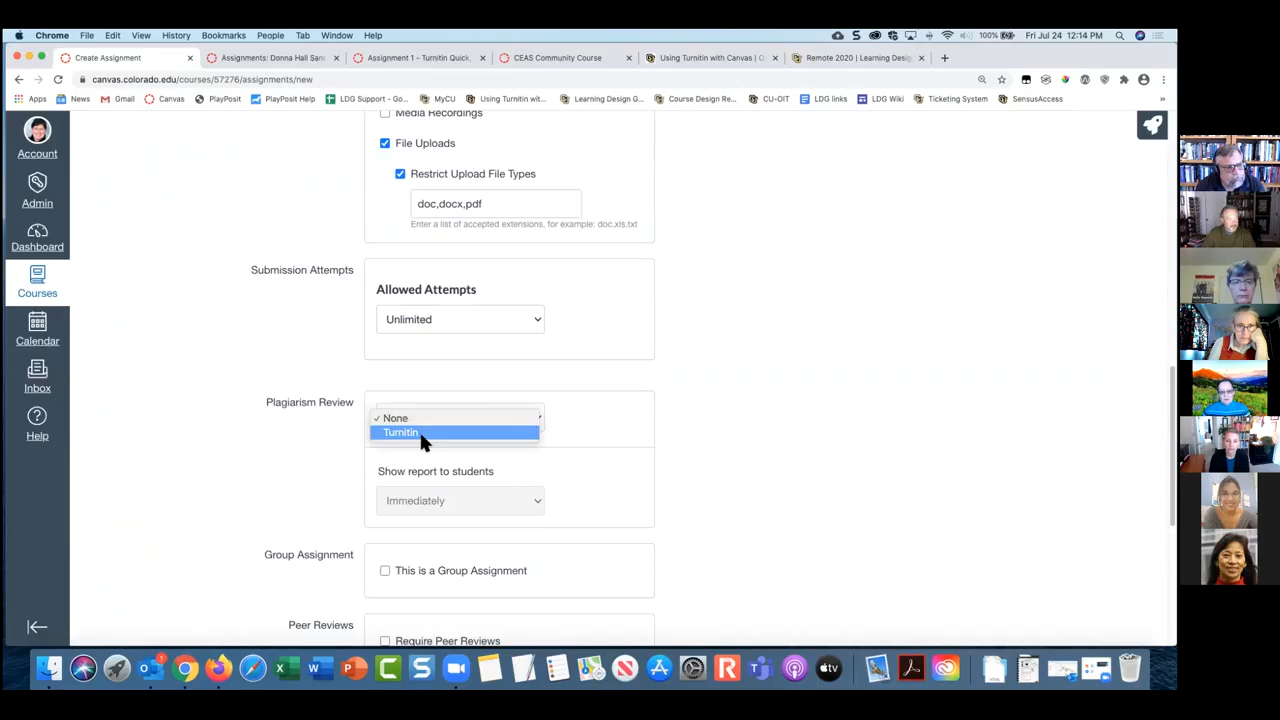 Chrome File Edit View History Bookmarks People Tab Window Help 100% Fri Jul 24 12:14 PM
Create Assignment × Assignments: Donna Hall San × Assignment 1 - Turnitin Quick × CEAS Community Course × Using Turnitin with Canvas | O × Remote 2020 | Learning Desig × +
canvas.colorado.edu/courses/57276/assignments/new
Apps News Gmail Canvas PlayPosit PlayPosit Help LDG Support - Go... MyCU Using Turnitin wit... Learning Design G... Course Design Re... CU-OIT LDG links LDG Wiki Ticketing System SensusAccess »
Account
Admin
Dashboard
Courses
Calendar
Inbox
Help
Media Recordings
File Uploads
Restrict Upload File Types
doc,docx,pdf
Enter a list of accepted extensions, for example: doc,xls,txt
Submission Attempts
Allowed Attempts
Unlimited
Plagiarism Review
✓ None
Turnitin
Show report to students
Immediately
Group Assignment
This is a Group Assignment
Peer Reviews
Require Peer Reviews